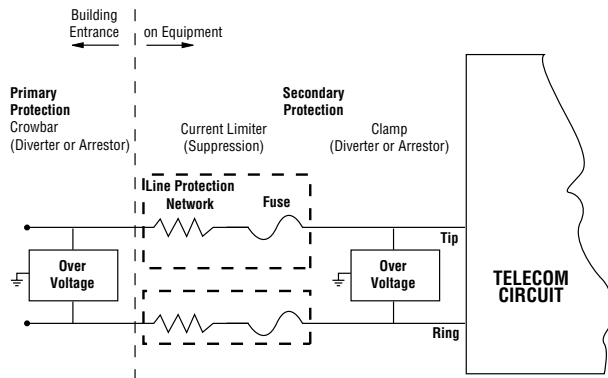 Building
Entrance
on Equipment
Primary
Protection
Crowbar
(Diverter or Arrestor)
Secondary
Protection
Current Limiter
(Suppression)
Clamp
(Diverter or Arrestor)
Line Protection
Network
Fuse
Tip
Over
Voltage
Over
Voltage
TELECOM
CIRCUIT
Ring